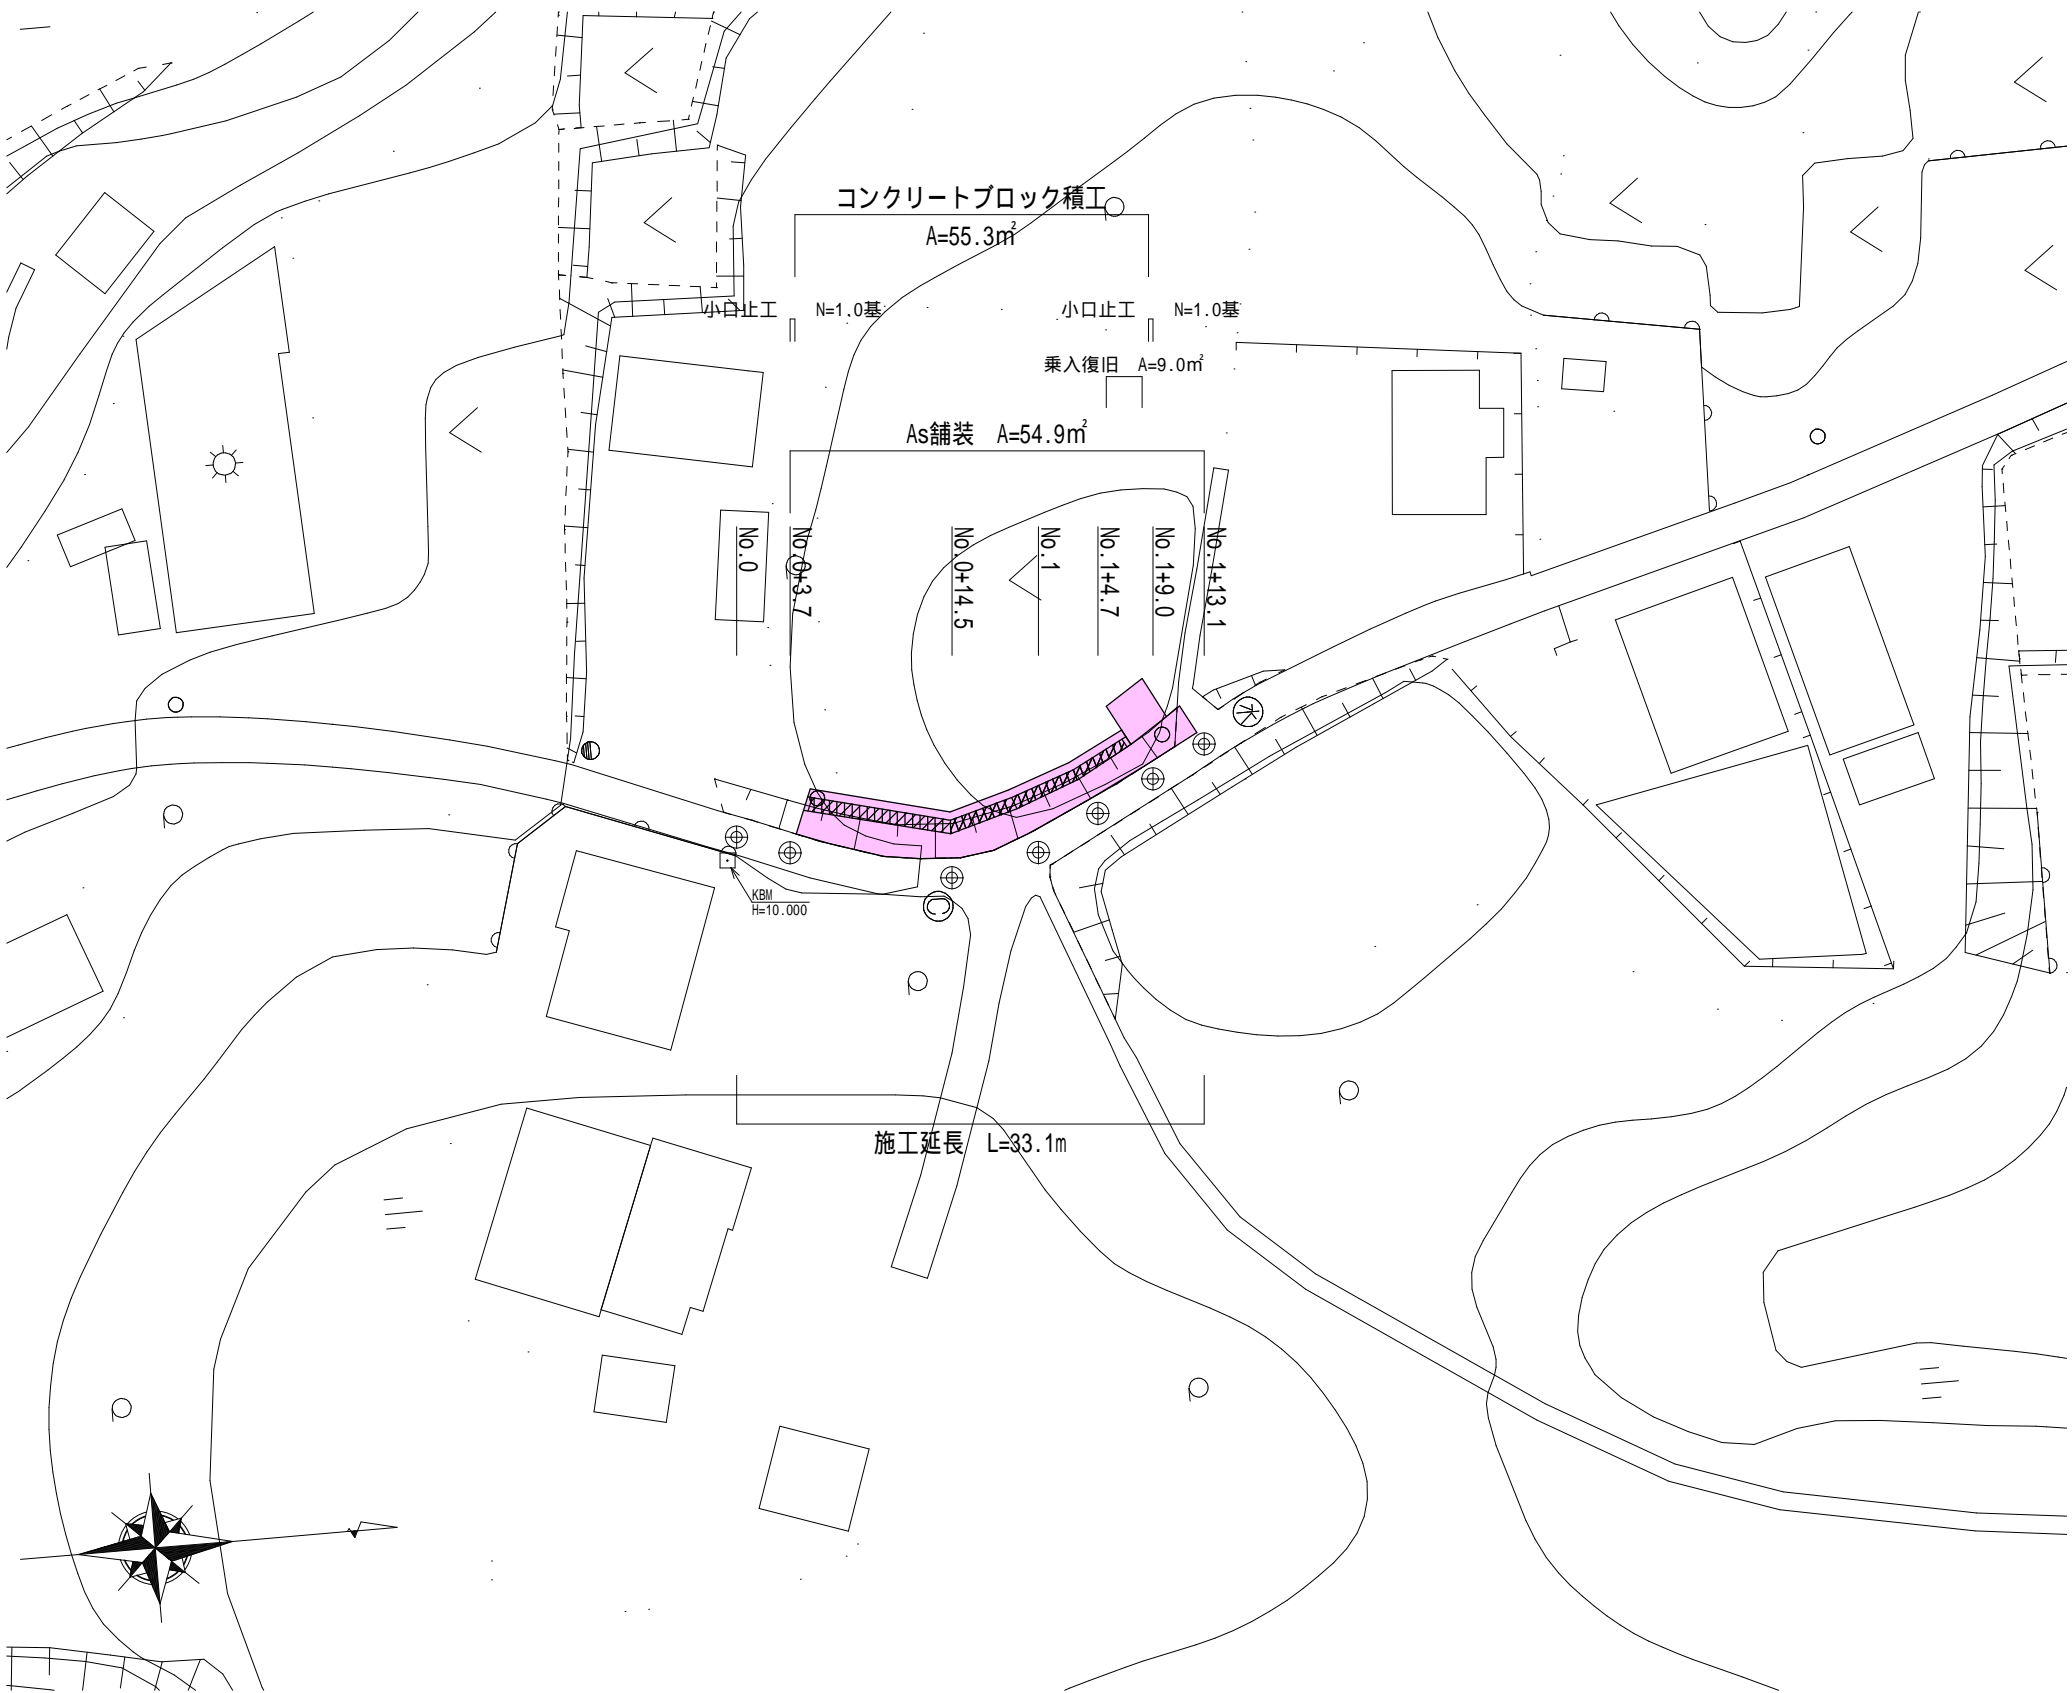 コンクリートブロック積工
A=55.3㎡
小口止工 N=1.0基
小口止工 N=1.0基
乗入復旧 A=9.0㎡
As舗装 A=54.9㎡
No.0
No.0+3.7
No.0+14.5
No.1
No.1+4.7
No.1+9.0
No.1+13.1
水
KBM
H=10.000
施工延長 L=33.1m